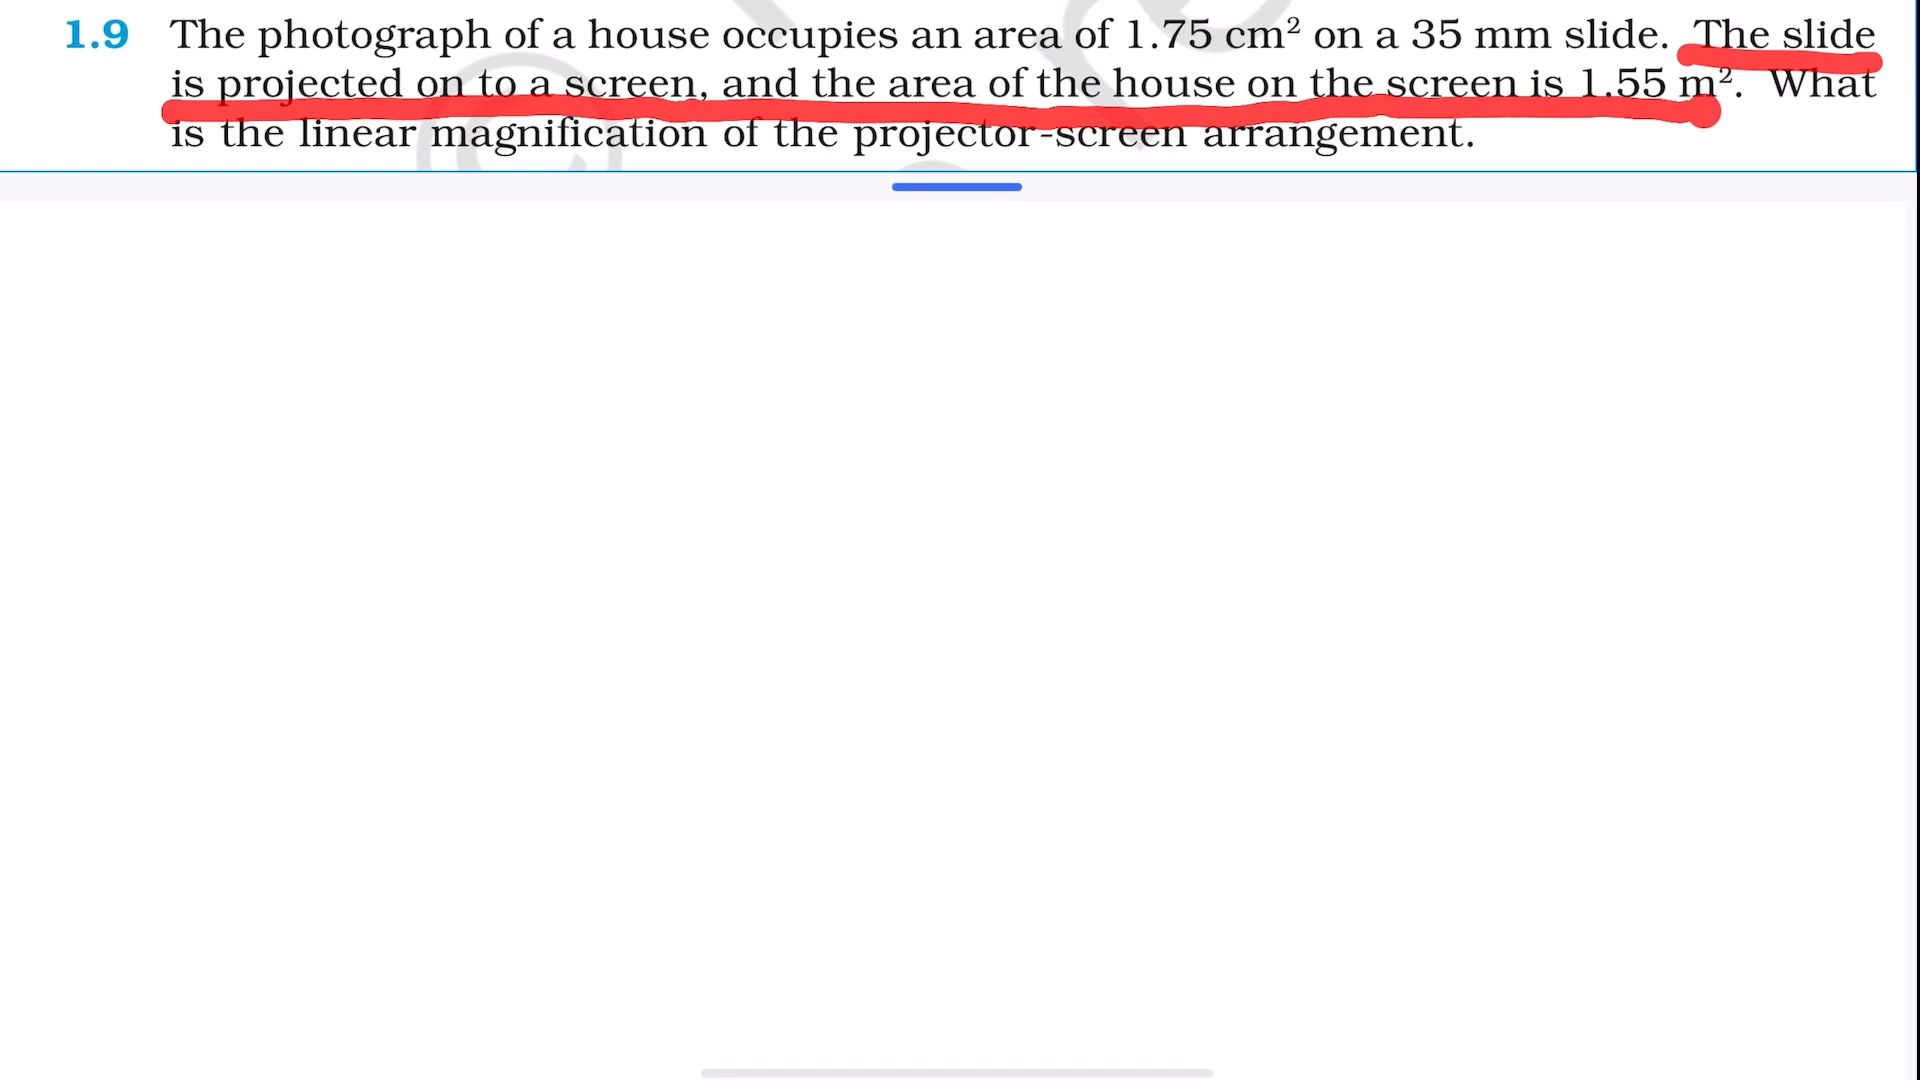 1.9 The photograph of a house occupies an area of 1.75 cm² on a 35 mm slide. The slide
is projected on to a screen, and the area of the house on the screen is 1.55 m². What
is the linear magnification of the projector-screen arrangement.